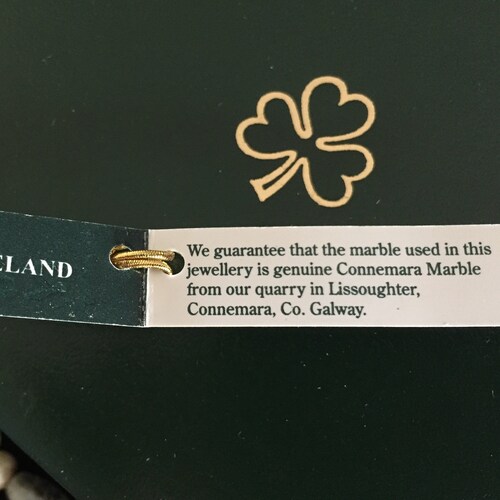 ELAND
We guarantee that the marble used in this
jewellery is genuine Connemara Marble
from our quarry in Lissoughter,
Connemara, Co. Galway.